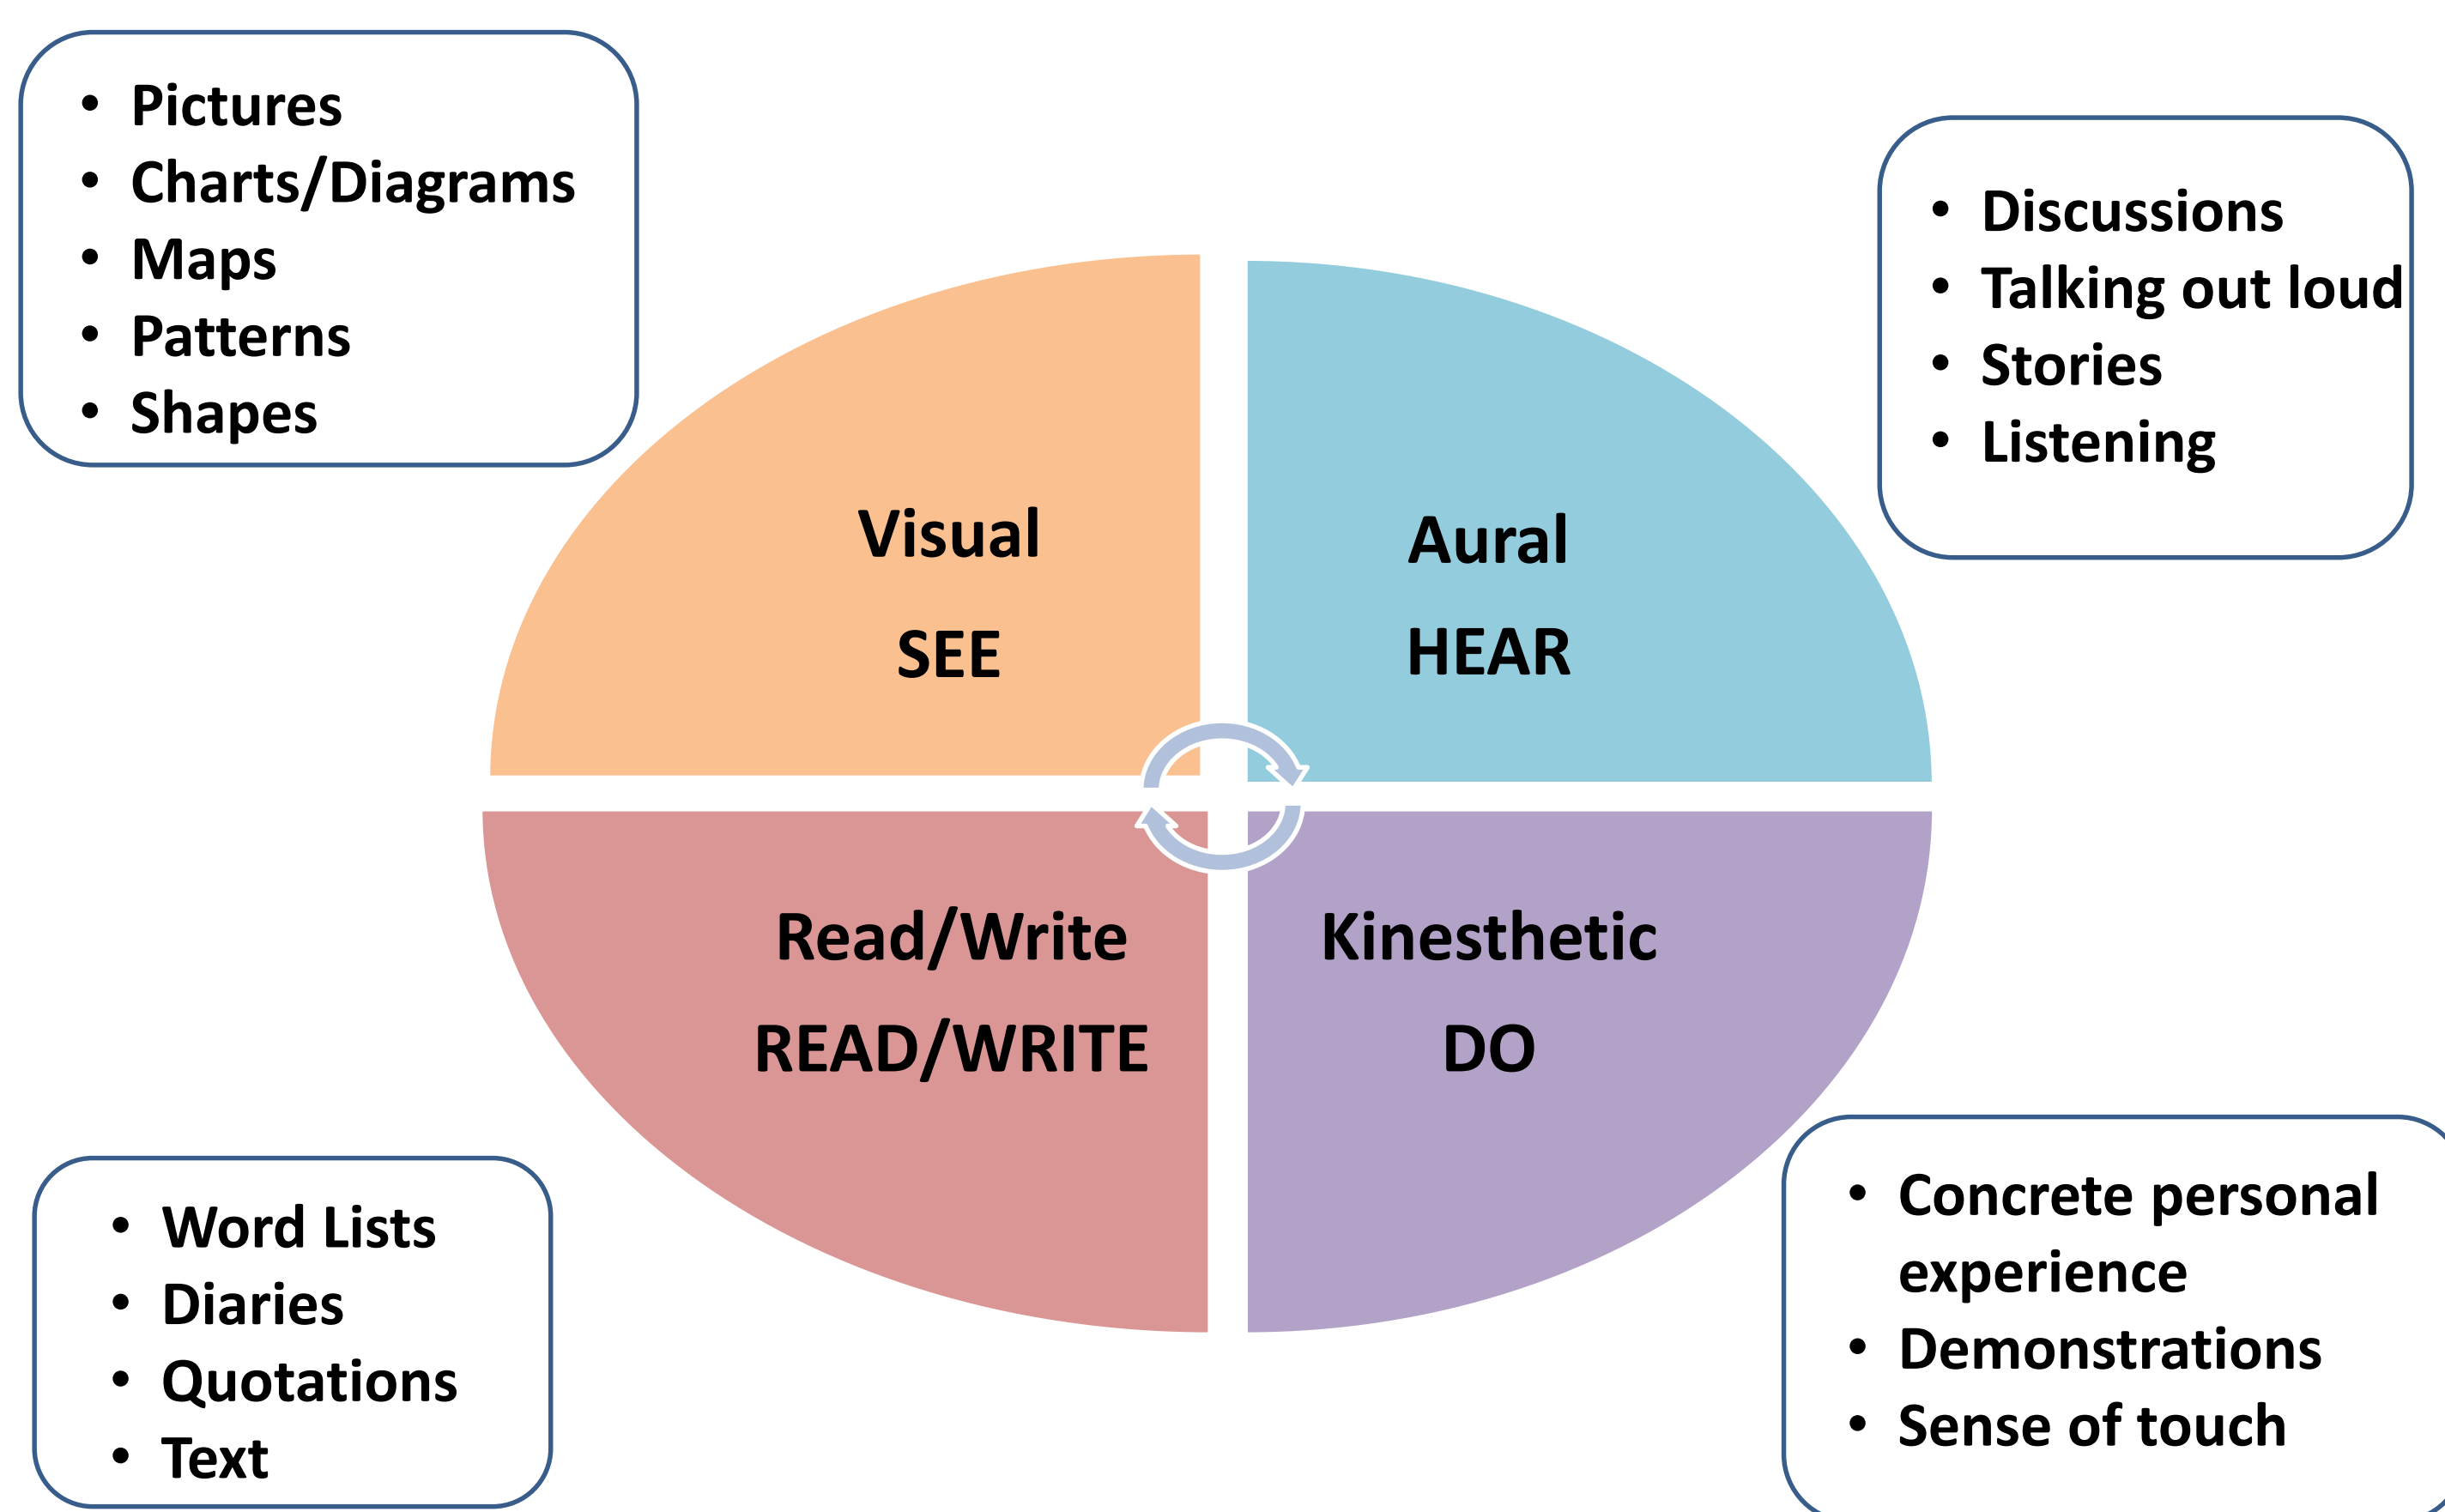 • Pictures
• Charts/Diagrams
• Maps
• Patterns
• Shapes
• Discussions
• Talking out loud
• Stories
• Listening
Visual
SEE
Aural
HEAR
Read/Write
READ/WRITE
Kinesthetic
DO
• Word Lists
• Diaries
• Quotations
• Text
• Concrete personal
experience
• Demonstrations
• Sense of touch